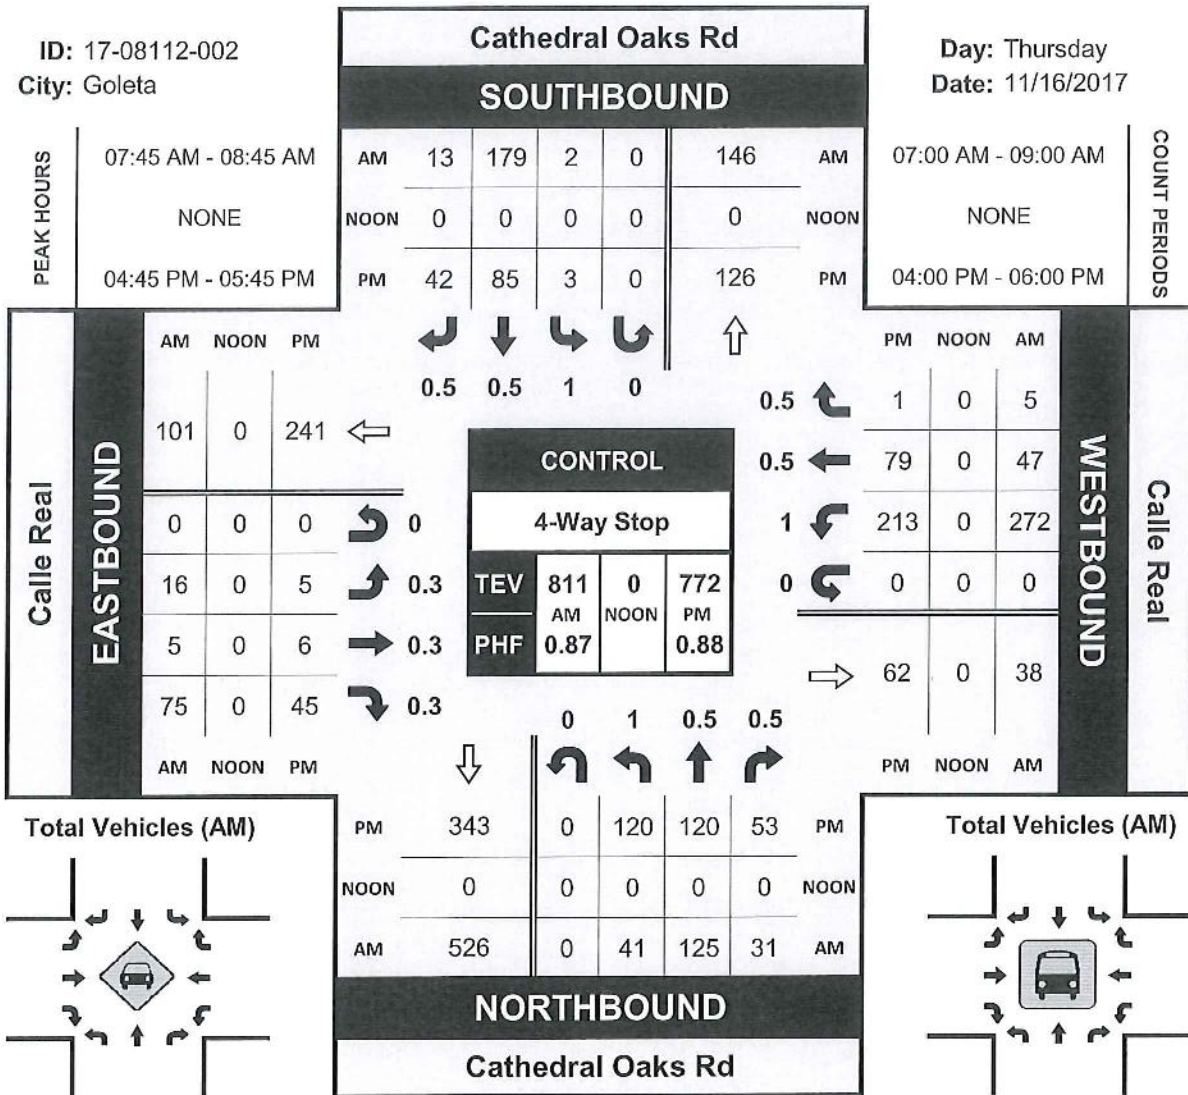 ID: 17-08112-002
City: Goleta
Cathedral Oaks Rd
SOUTHBOUND
Day: Thursday
Date: 11/16/2017
PEAK HOURS
07:45 AM - 08:45 AM
NONE
04:45 PM - 05:45 PM
AM 13 179 2 0 146 AM
NOON 0 0 0 0 0 NOON
PM 42 85 3 0 126 PM
0.5 0.5 1 0
07:00 AM - 09:00 AM
NONE
04:00 PM - 06:00 PM
COUNT PERIODS
Calle Real
EASTBOUND
AM NOON PM
101 0 241
0 0 0 0
16 0 5 0.3
5 0 6 0.3
75 0 45 0.3
AM NOON PM
CONTROL
4-Way Stop
TEV 811 0 772
AM NOON PM
PHF 0.87 0.88
PM NOON AM
0.5 1 0 5
0.5 79 0 47
1 213 0 272
0 0 0 0
62 0 38
PM NOON AM
WESTBOUND
Calle Real
0 1 0.5 0.5
PM 343 0 120 120 53 PM
NOON 0 0 0 0 0 NOON
AM 526 0 41 125 31 AM
NORTHBOUND
Cathedral Oaks Rd
Total Vehicles (AM)
Total Vehicles (AM)